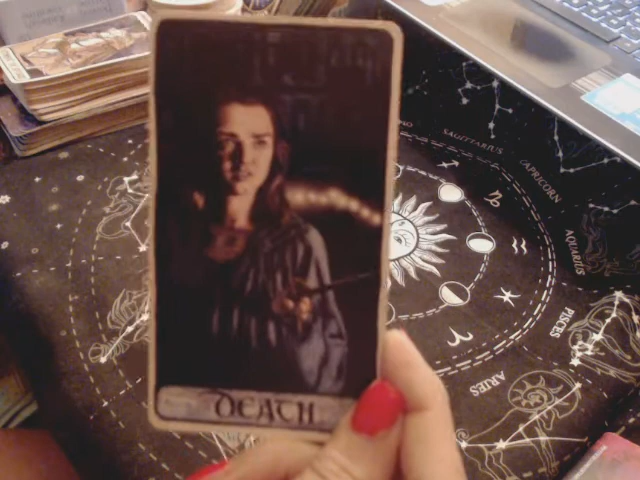 DEATH
SAGITTARIUS
CAPRICORN
AQUARIUS
PISCES
ARIES